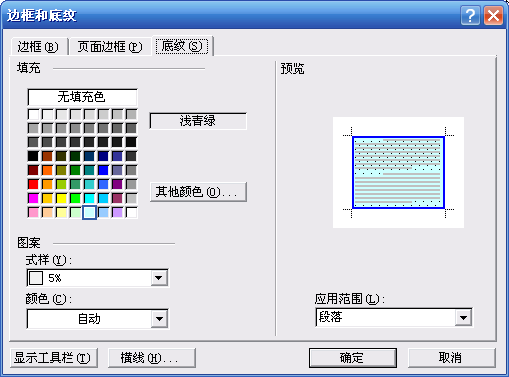 边框和底纹
边框(B) 页面边框(P) 底纹(S)
填充
预览
无填充色
浅青绿
其他颜色(O)...
图案
式样(Y):
5%
颜色(C):
自动
应用范围(L):
段落
显示工具栏(T) 横线(H)... 确定 取消